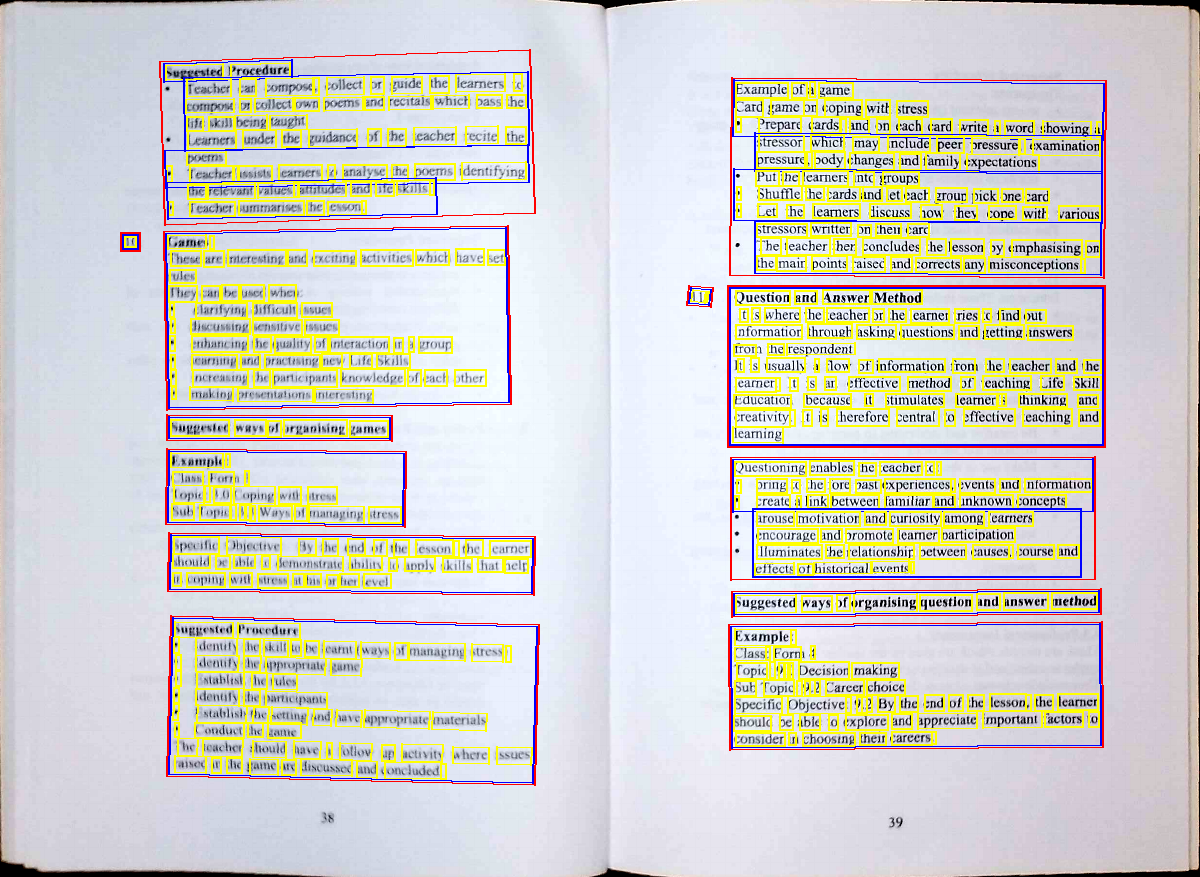 Suggested Procedure
• Teacher can compose, collect or guide the learners to
compose or collect own poems and recitals which pass the
life skill being taught
• Learners under the guidance of the teacher recite the
poems
• Teacher assists learners to analyse the poems identifying
the relevant values attitudes and life skills
• Teacher summarises the lesson.
10 Games:
These are interesting and exciting activities which have set
rules
They can be used when:
• clarifying difficult issues
• discussing sensitive issues
• enhancing the quality of interaction in a group
• learning and practising new Life Skills
• increasing the participants knowledge of each other
• making presentations interesting
Suggested ways of organising games
Example:
Class: Form 1
Topic: 3.0 Coping with stress
Sub Topic: 3.1 Ways of managing stress
Specific Objective: By the end of the lesson, the learner
should be able to demonstrate ability to apply skills that help
in coping with stress at his or her level
Suggested Procedure
• Identify the skill to be learnt (ways of managing stress)
• Identify the appropriate game
• Establish the rules
• Identify the participants
• Establish the setting and have appropriate materials
• Conduct the game
The teacher should have a follow up activity where issues
raised in the game are discussed and concluded
38
Example of a game
Card game on coping with stress
• Prepare cards and on each card write a word showing a
stressor which may include peer pressure, examination
pressure, body changes and family expectations
• Put the learners into groups
• Shuffle the cards and let each group pick one card
• Let the learners discuss how they cope with various
stressors written on their card
• The teacher then concludes the lesson by emphasising on
the main points raised and corrects any misconceptions
11. Question and Answer Method
It is where the teacher or the learner tries to find out
information through asking questions and getting answers
from the respondent
It is usually a flow of information from the teacher and the
learner. It is an effective method of teaching Life Skill
Education, because it stimulates learner's thinking and
creativity, it is therefore central to effective teaching and
learning
Questioning enables the teacher to:
• bring to the fore past experiences, events and information
• create a link between familiar and unknown concepts
• arouse motivation and curiosity among learners
• encourage and promote learner participation
• illuminates the relationship between causes, course and
effects of historical events
Suggested ways of organising question and answer method
Example:
Class: Form 4
Topic: 9.1 Decision making
Sub Topic: 9.2 Career choice
Specific Objective: 9.2 By the end of the lesson, the learner
should be able to explore and appreciate important factors to
consider in choosing their careers.
39